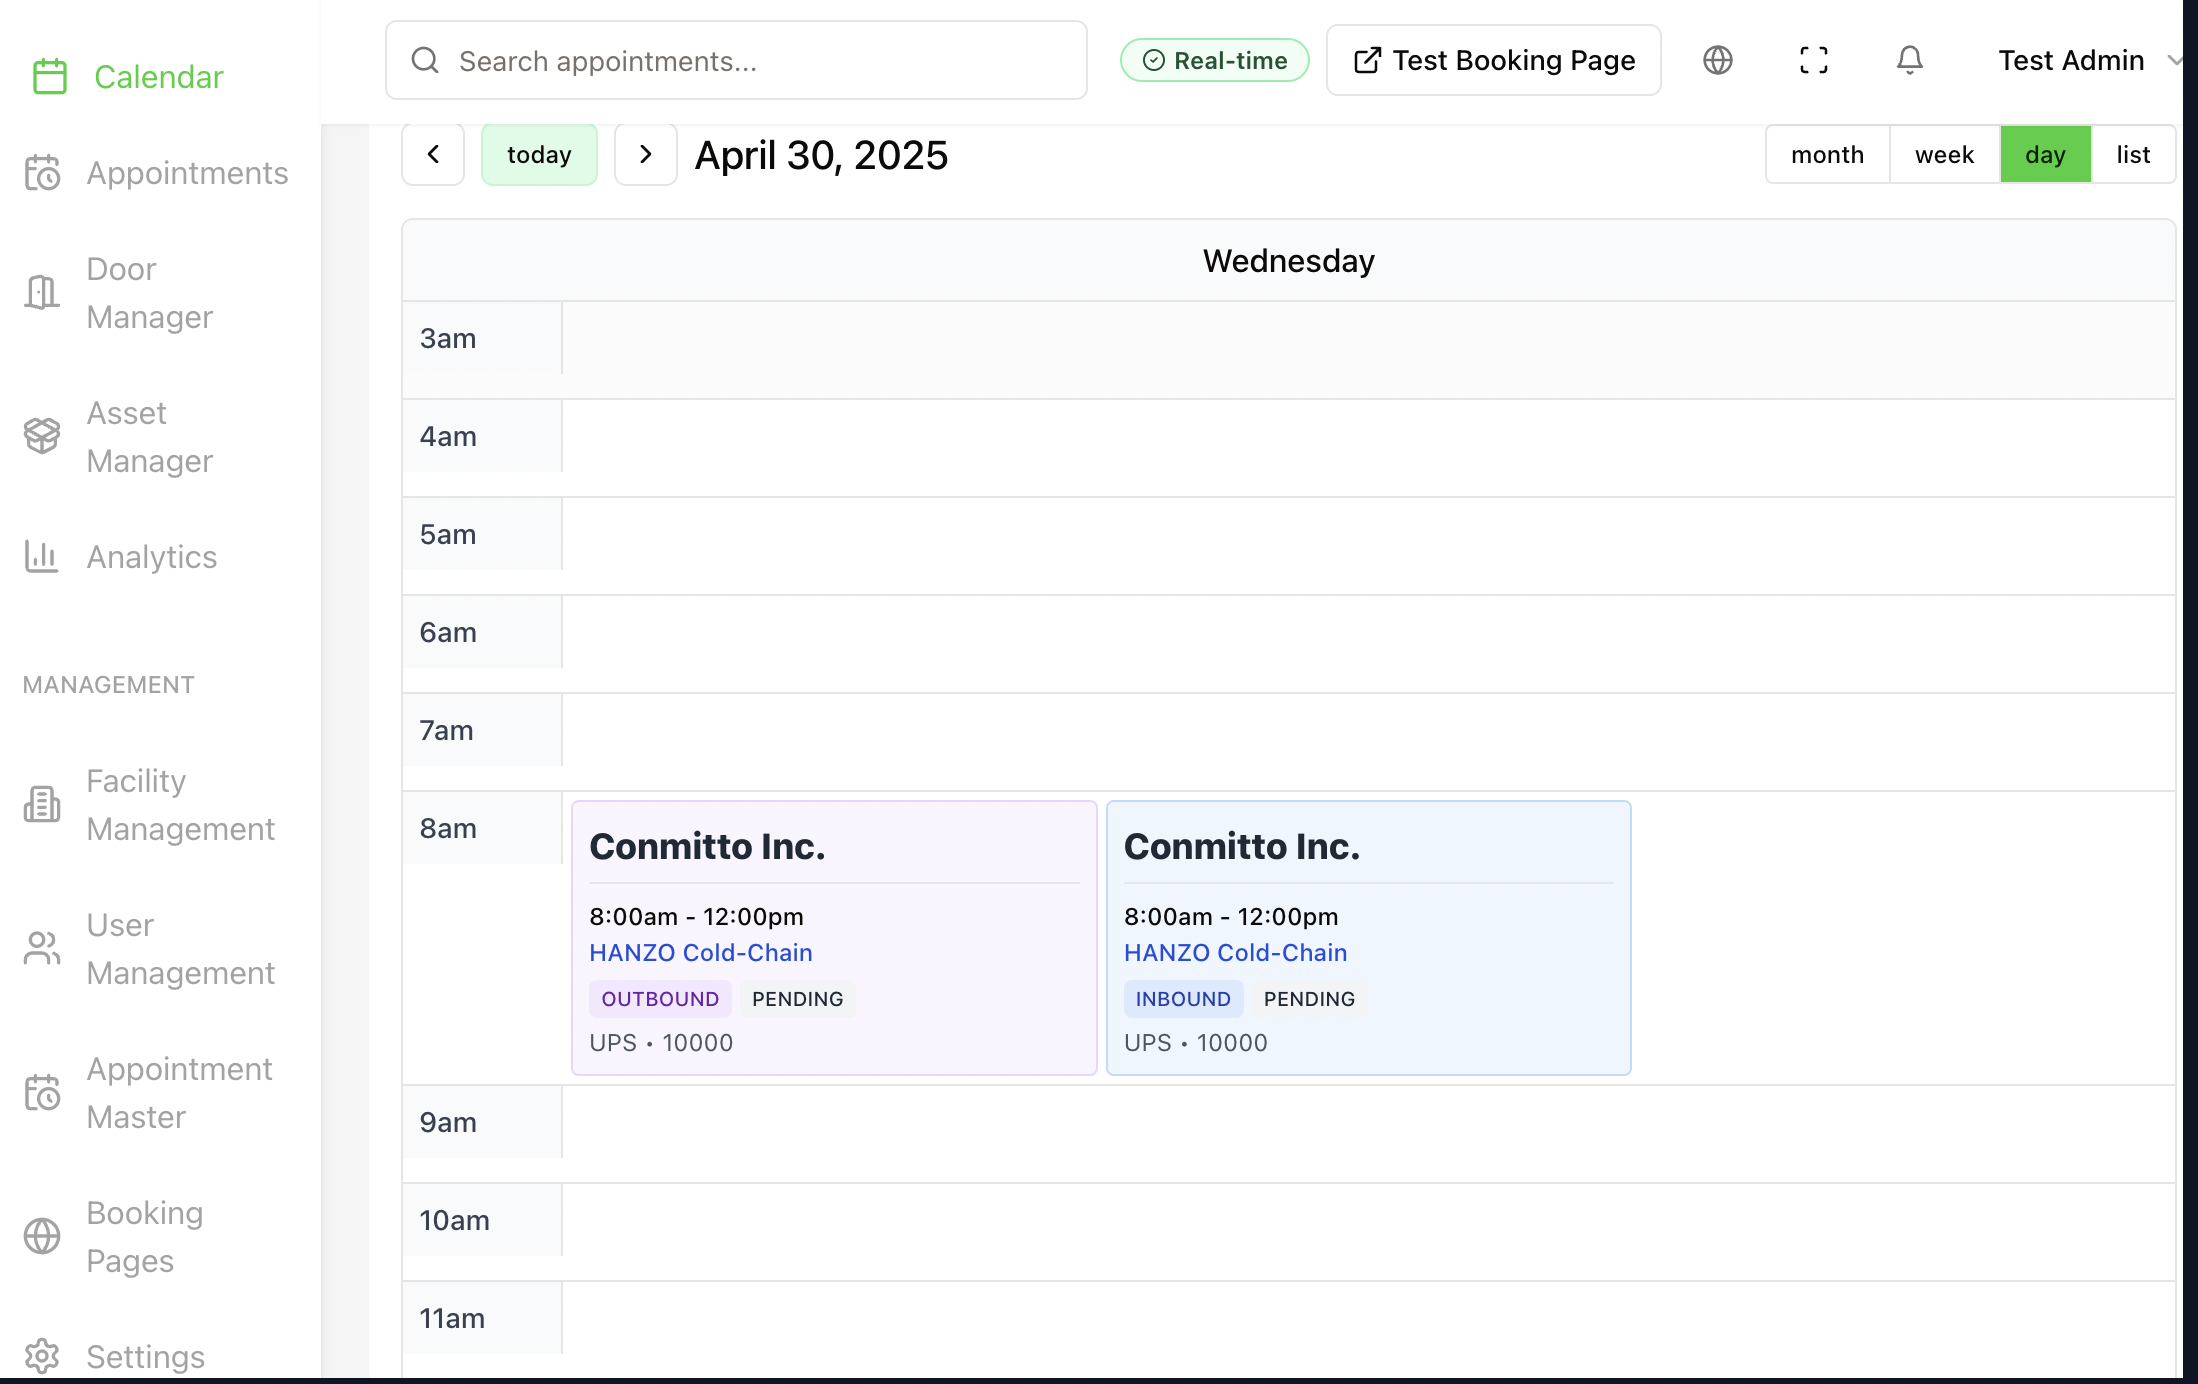 Calendar
Appointments
Door
Manager
Asset
Manager
Analytics
MANAGEMENT
Facility
Management
User
Management
Appointment
Master
Booking
Pages
Settings
Search appointments...
Real-time
Test Booking Page
Test Admin
today
April 30, 2025
month
week
day
list
Wednesday
3am
4am
5am
6am
7am
8am
Conmitto Inc.
8:00am - 12:00pm
HANZO Cold-Chain
OUTBOUND PENDING
UPS • 10000
Conmitto Inc.
8:00am - 12:00pm
HANZO Cold-Chain
INBOUND PENDING
UPS • 10000
9am
10am
11am